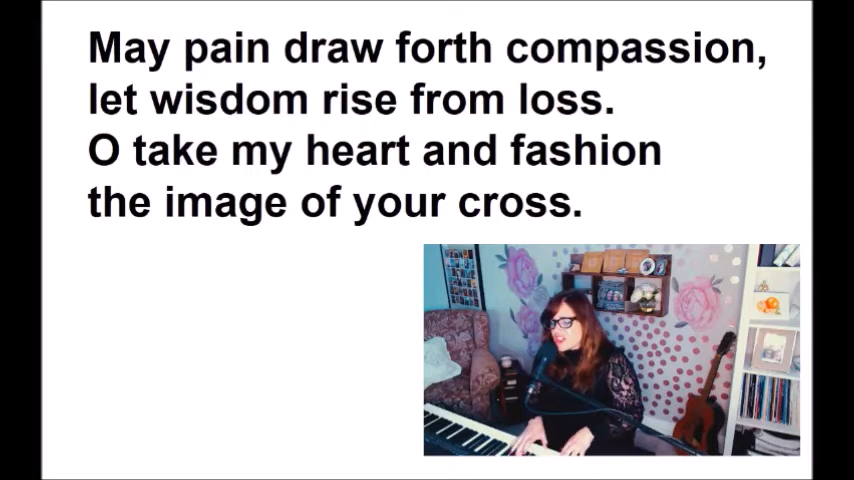 May pain draw forth compassion,
let wisdom rise from loss.
O take my heart and fashion
the image of your cross.